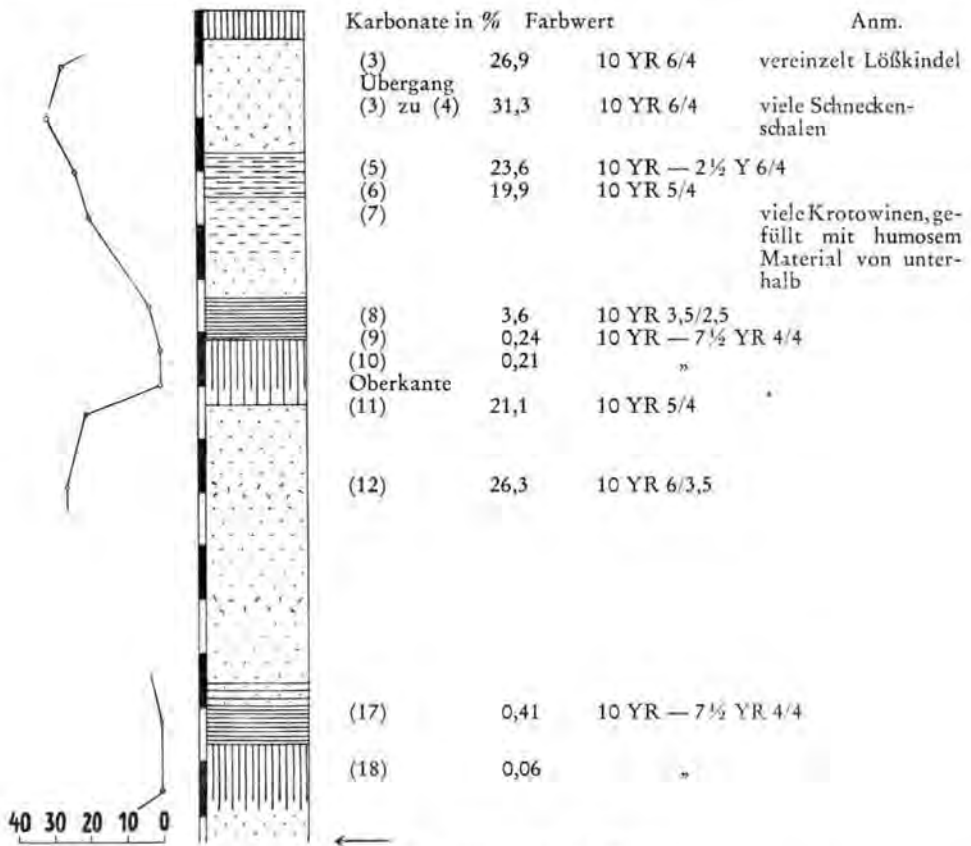 Karbonate in % Farbwert Anm.
(3) 26,9 10 YR 6/4 vereinzelt Lößkindel
Übergang
(3) zu (4) 31,3 10 YR 6/4 viele Schnecken-
schalen
(5) 23,6 10 YR — 2½ Y 6/4
(6) 19,9 10 YR 5/4
(7) viele Krotowinen, ge-
füllt mit humosem
Material von unter-
halb
(8) 3,6 10 YR 3,5/2,5
(9) 0,24 10 YR — 7½ YR 4/4
(10) 0,21 „
Oberkante
(11) 21,1 10 YR 5/4
(12) 26,3 10 YR 6/3,5
(17) 0,41 10 YR — 7½ YR 4/4
(18) 0,06 „
40 30 20 10 0